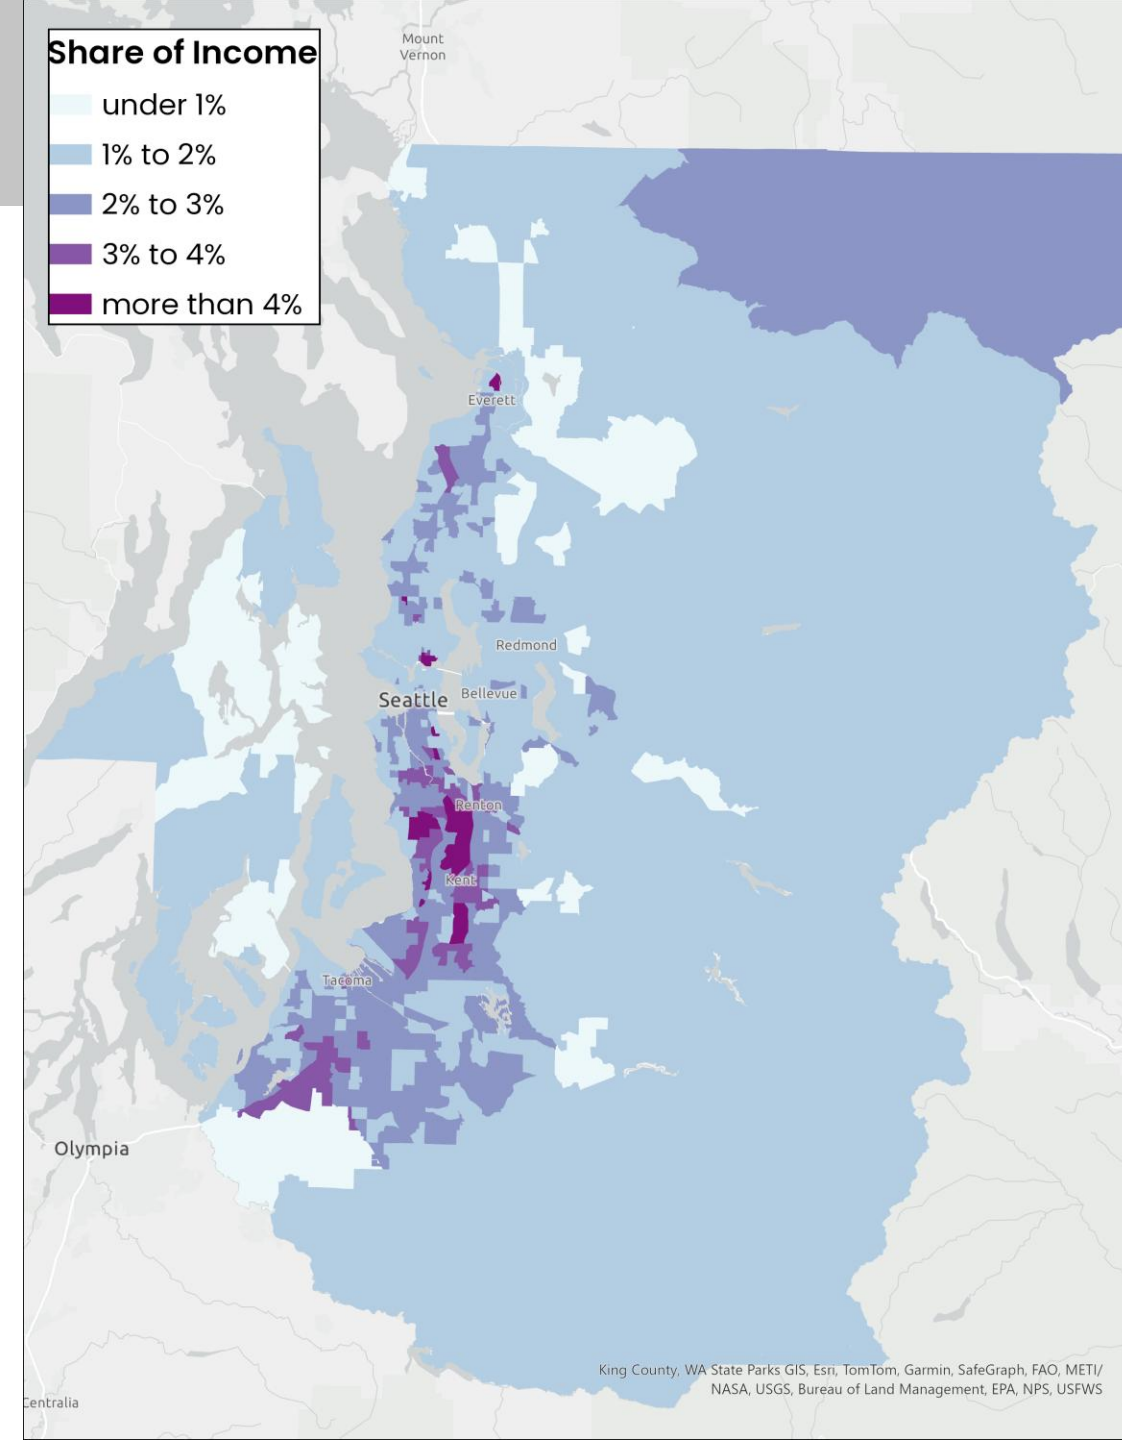 Share of Income
under 1%
1% to 2%
2% to 3%
3% to 4%
more than 4%
Mount
Vernon
Everett
Redmond
Seattle
Bellevue
Renton
Kent
Tacoma
Olympia
Centralia
King County, WA State Parks GIS, Esri, TomTom, Garmin, SafeGraph, FAO, METI/
NASA, USGS, Bureau of Land Management, EPA, NPS, USFWS